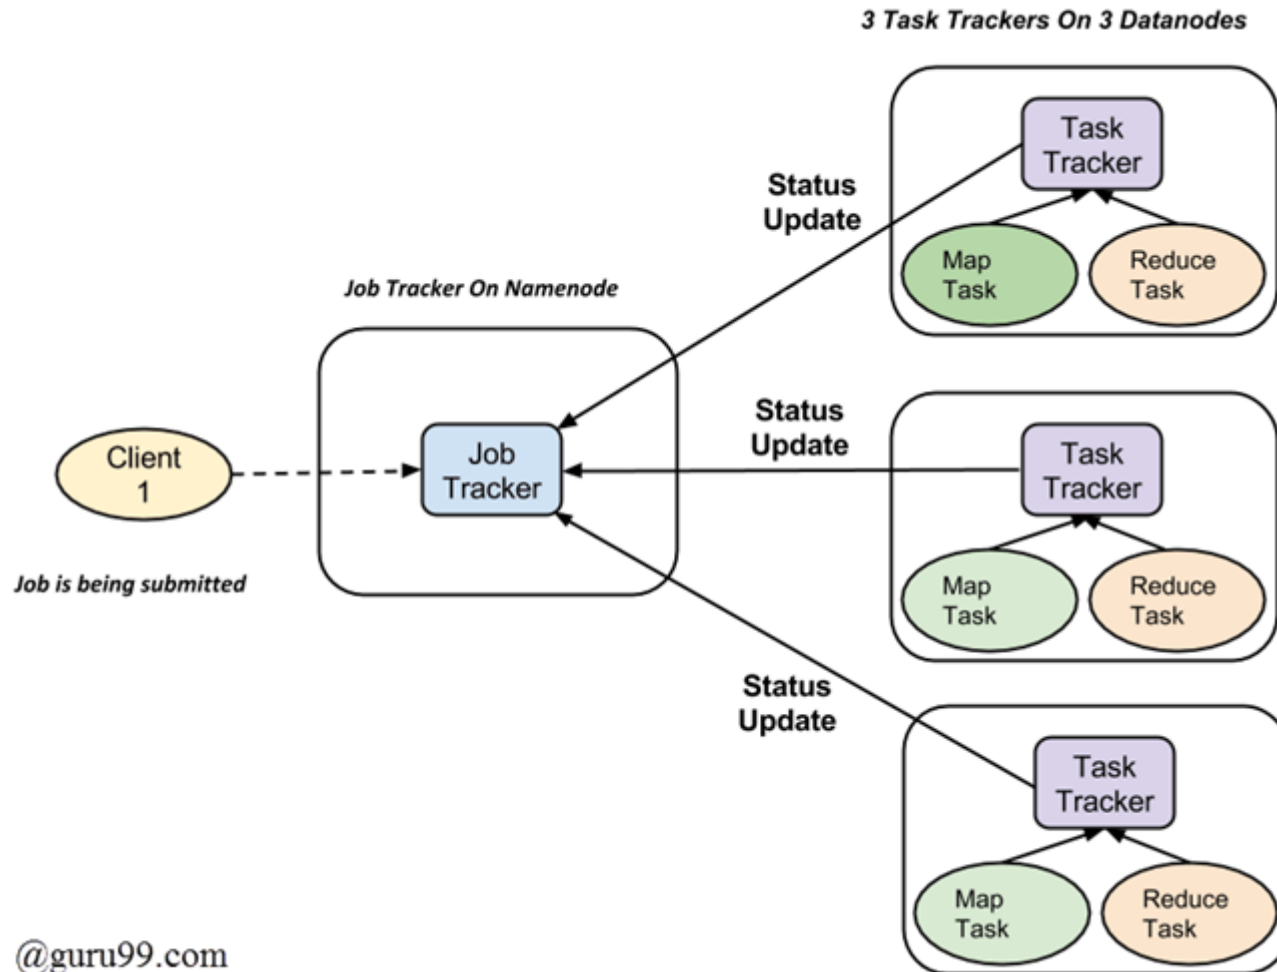 3 Task Trackers On 3 Datanodes
Task
Tracker
Status
Update
Map
Task
Reduce
Task
Job Tracker On Namenode
Status
Update
Task
Tracker
Client
1
Job
Tracker
Map
Task
Reduce
Task
Job is being submitted
Status
Update
Task
Tracker
Map
Task
Reduce
Task
@guru99.com